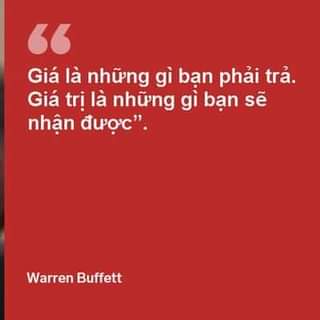 “
Giá là những gì bạn phải trả.
Giá trị là những gì bạn sẽ
nhận được”.
Warren Buffett